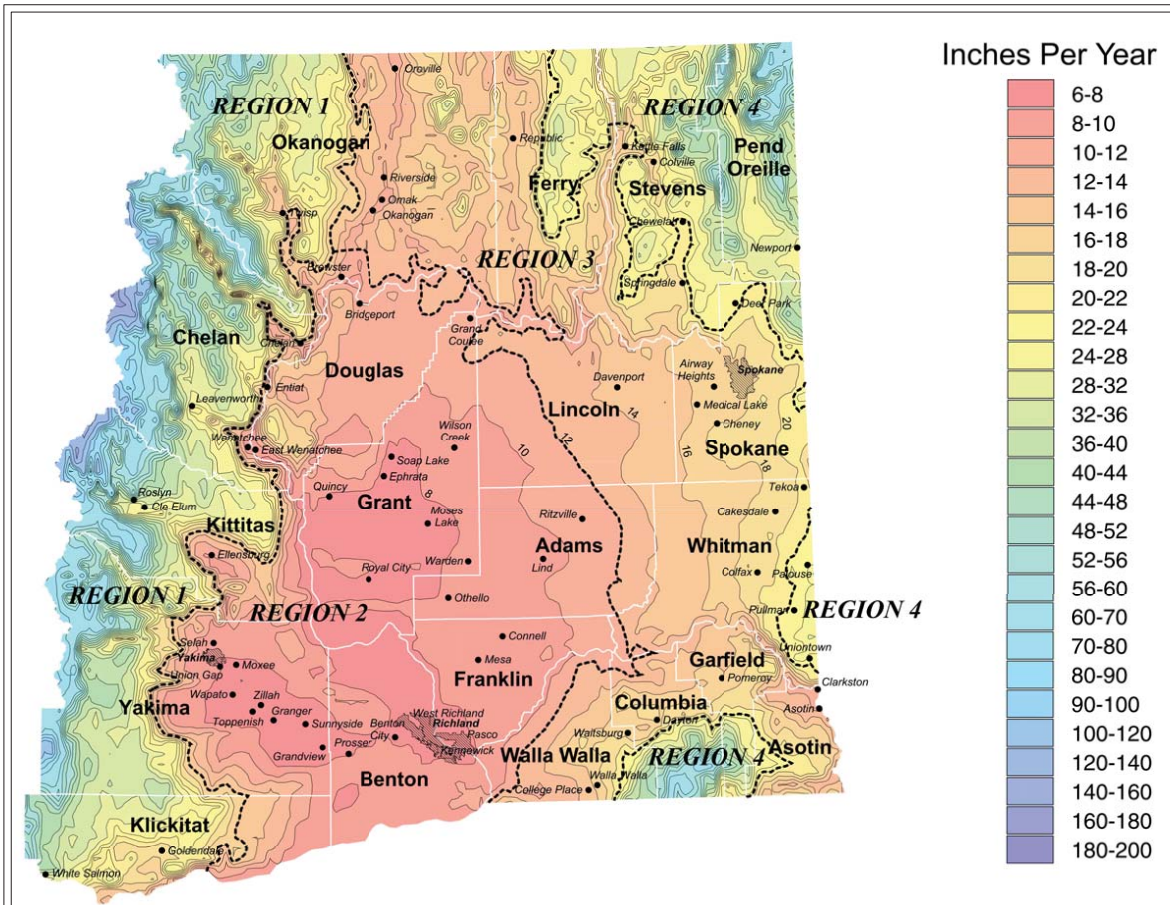 Inches Per Year
6-8
8-10
10-12
12-14
14-16
16-18
18-20
20-22
22-24
24-28
28-32
32-36
36-40
40-44
44-48
48-52
52-56
56-60
60-70
70-80
80-90
90-100
100-120
120-140
140-160
160-180
180-200
Oroville
REGION 1
REGION 4
Okanogan
Republic
Kettle Falls
Colville
Pend
Oreille
Riverside
Ferry
Stevens
Omak
Okanogan
Twisp
Chewelah
Newport
REGION 3
Brewster
Springdale
Bridgeport
Deer Park
Grand
Coulee
Chelan
Chelan
Douglas
Airway
Heights
Spokane
Entiat
Davenport
Leavenworth
Lincoln
14
Medical Lake
Cheney
20
Wenatchee
East Wenatchee
Wilson
Creek
12
10
16
Spokane
18
Soap Lake
Ephrata
Quincy
Grant
8
Tekoa
Roslyn
Cle Elum
Moses
Lake
Ritzville
Oakesdale
Kittitas
Ellensburg
Adams
Whitman
Warden
Lind
Royal City
Colfax
Palouse
REGION 1
REGION 2
Othello
Pullman
REGION 4
Selah
Connell
Yakima
Moxee
Mesa
Uniontown
Union Gap
Franklin
Garfield
Pomeroy
Clarkston
Wapato
Zillah
Yakima
Toppenish
Granger
Sunnyside
Benton
City
West Richland
Richland
Pasco
Kennewick
Columbia
Dayton
Asotin
Waitsburg
Grandview
Prosser
Walla Walla
REGION 4
Asotin
Benton
Walla Walla
College Place
Klickitat
Goldendale
White Salmon